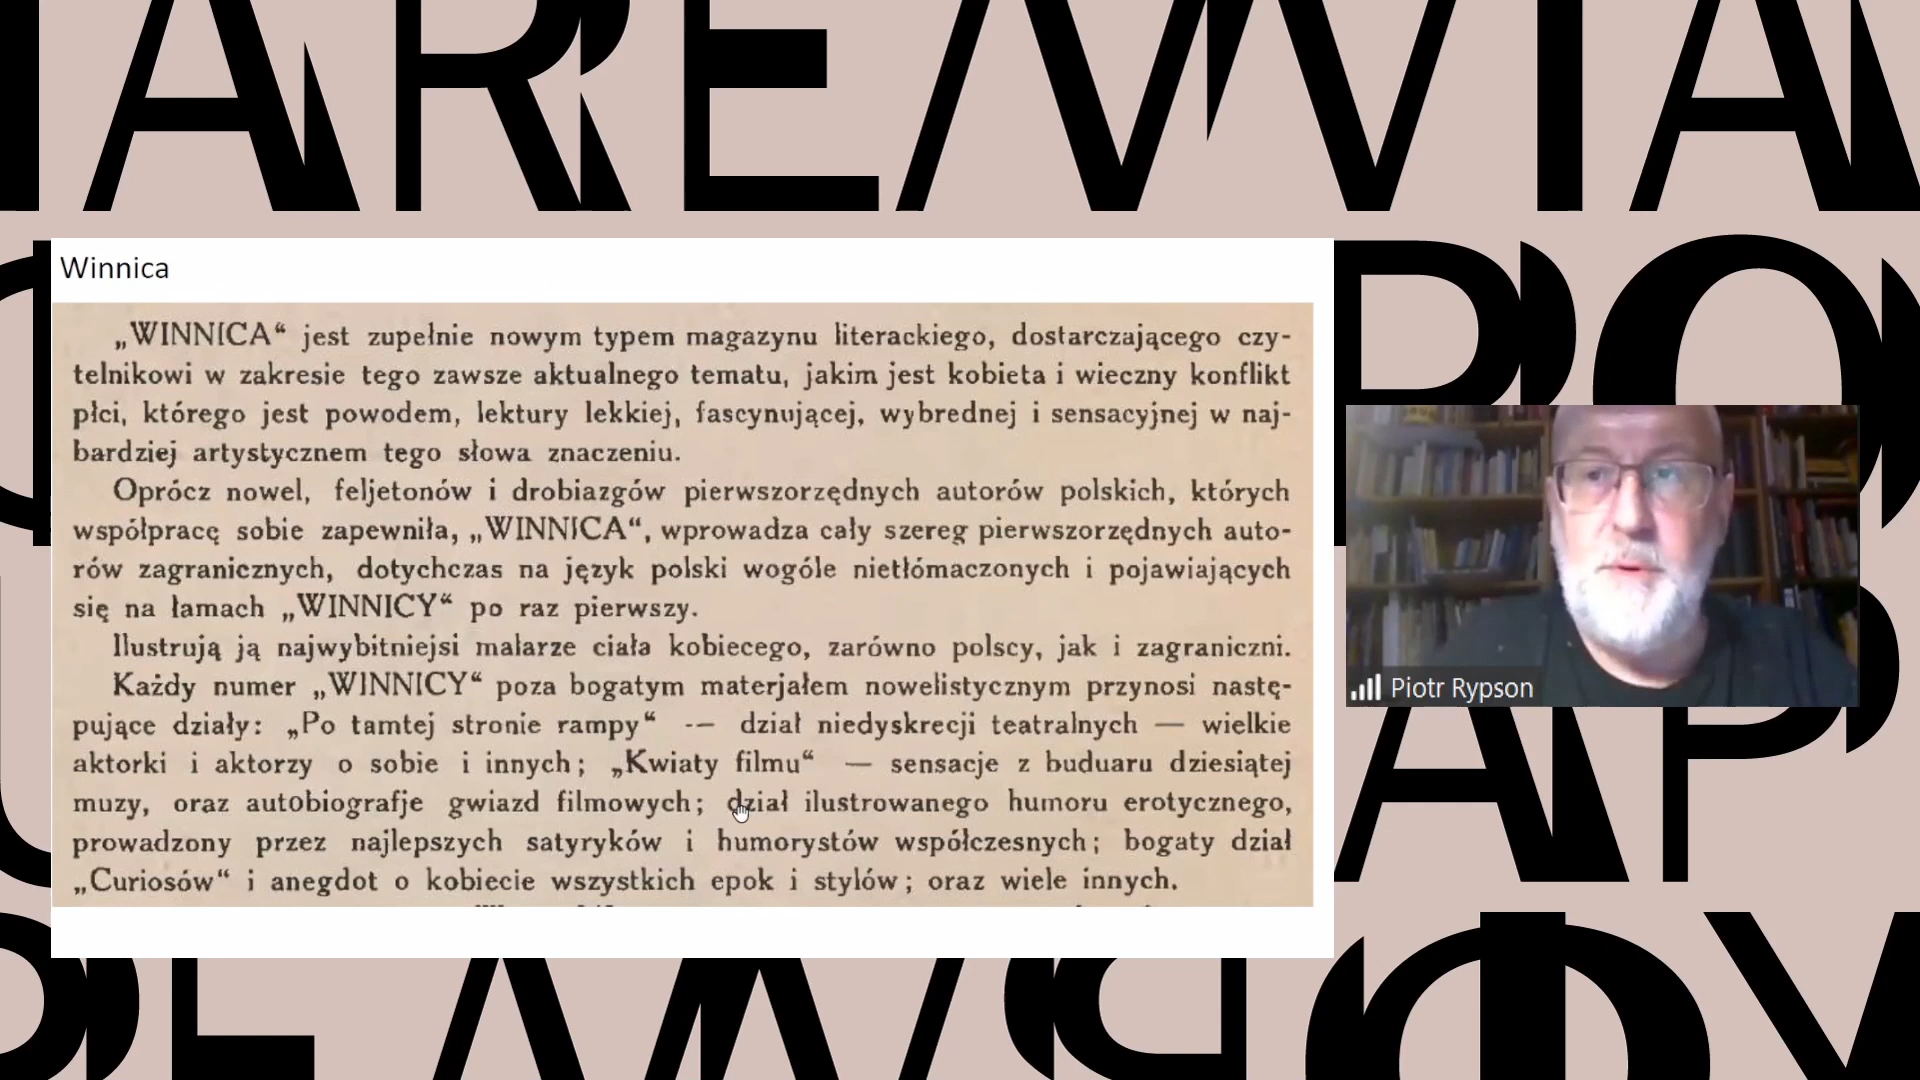 Winnica
„WINNICA“ jest zupełnie nowym typem magazynu literackiego, dostarczającego czy-
telnikowi w zakresie tego zawsze aktualnego tematu, jakim jest kobieta i wieczny konflikt
płci, którego jest powodem, lektury lekkiej, fascynującej, wybrednej i sensacyjnej w naj-
bardziej artystycznem tego słowa znaczeniu.
Oprócz nowel, feljetonów i drobiazgów pierwszorzędnych autorów polskich, których
współpracę sobie zapewniła, „WINNICA“, wprowadza cały szereg pierwszorzędnych auto-
rów zagranicznych, dotychczas na język polski wogóle nietłómaczonych i pojawiających
się na łamach „WINNICY“ po raz pierwszy.
Ilustrują ją najwybitniejsi malarze ciała kobiecego, zarówno polscy, jak i zagraniczni.
Każdy numer „WINNICY“ poza bogatym materjałem nowelistycznym przynosi nastę-
pujące działy: „Po tamtej stronie rampy“ -— dział niedyskrecji teatralnych — wielkie
aktorki i aktorzy o sobie i innych; „Kwiaty filmu“ — sensacje z buduaru dziesiątej
muzy, oraz autobiografje gwiazd filmowych; dział ilustrowanego humoru erotycznego,
prowadzony przez najlepszych satyryków i humorystów współczesnych; bogaty dział
„Curiosów“ i anegdot o kobiecie wszystkich epok i stylów; oraz wiele innych.
Piotr Rypson